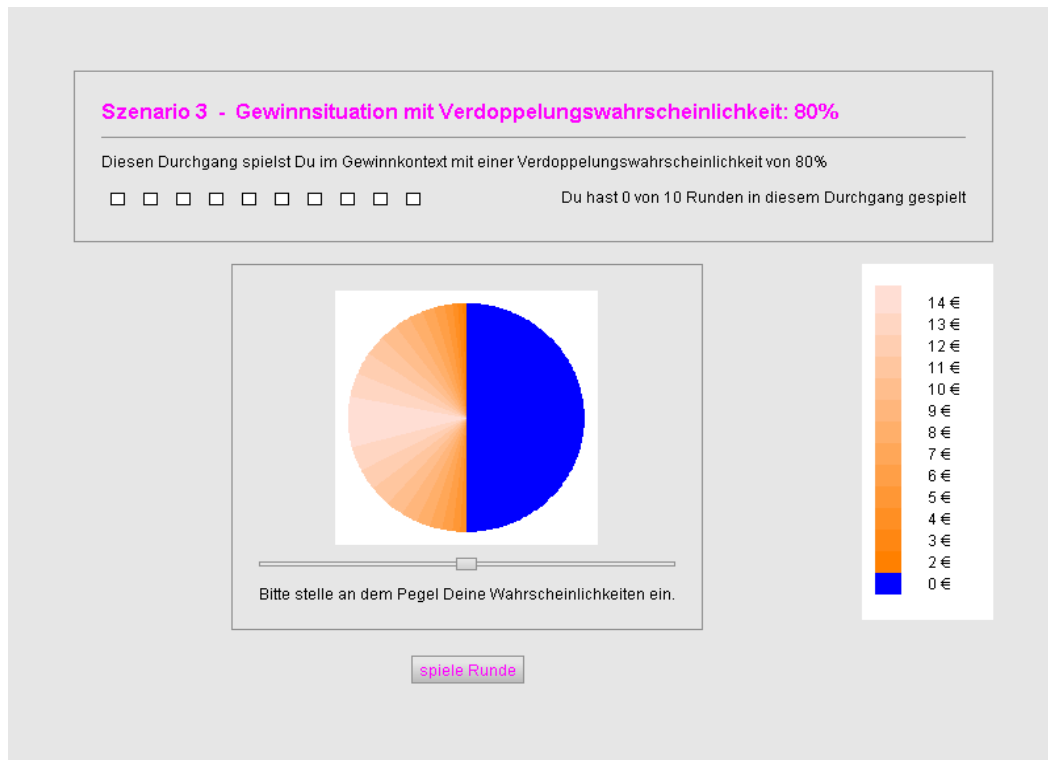 Szenario 3 - Gewinnsituation mit Verdoppelungswahrscheinlichkeit: 80%
Diesen Durchgang spielst Du im Gewinnkontext mit einer Verdoppelungswahrscheinlichkeit von 80%
Du hast 0 von 10 Runden in diesem Durchgang gespielt
14 €
13 €
12 €
11 €
10 €
9 €
8 €
7 €
6 €
5 €
4 €
3 €
2 €
0 €
Bitte stelle an dem Pegel Deine Wahrscheinlichkeiten ein.
spiele Runde